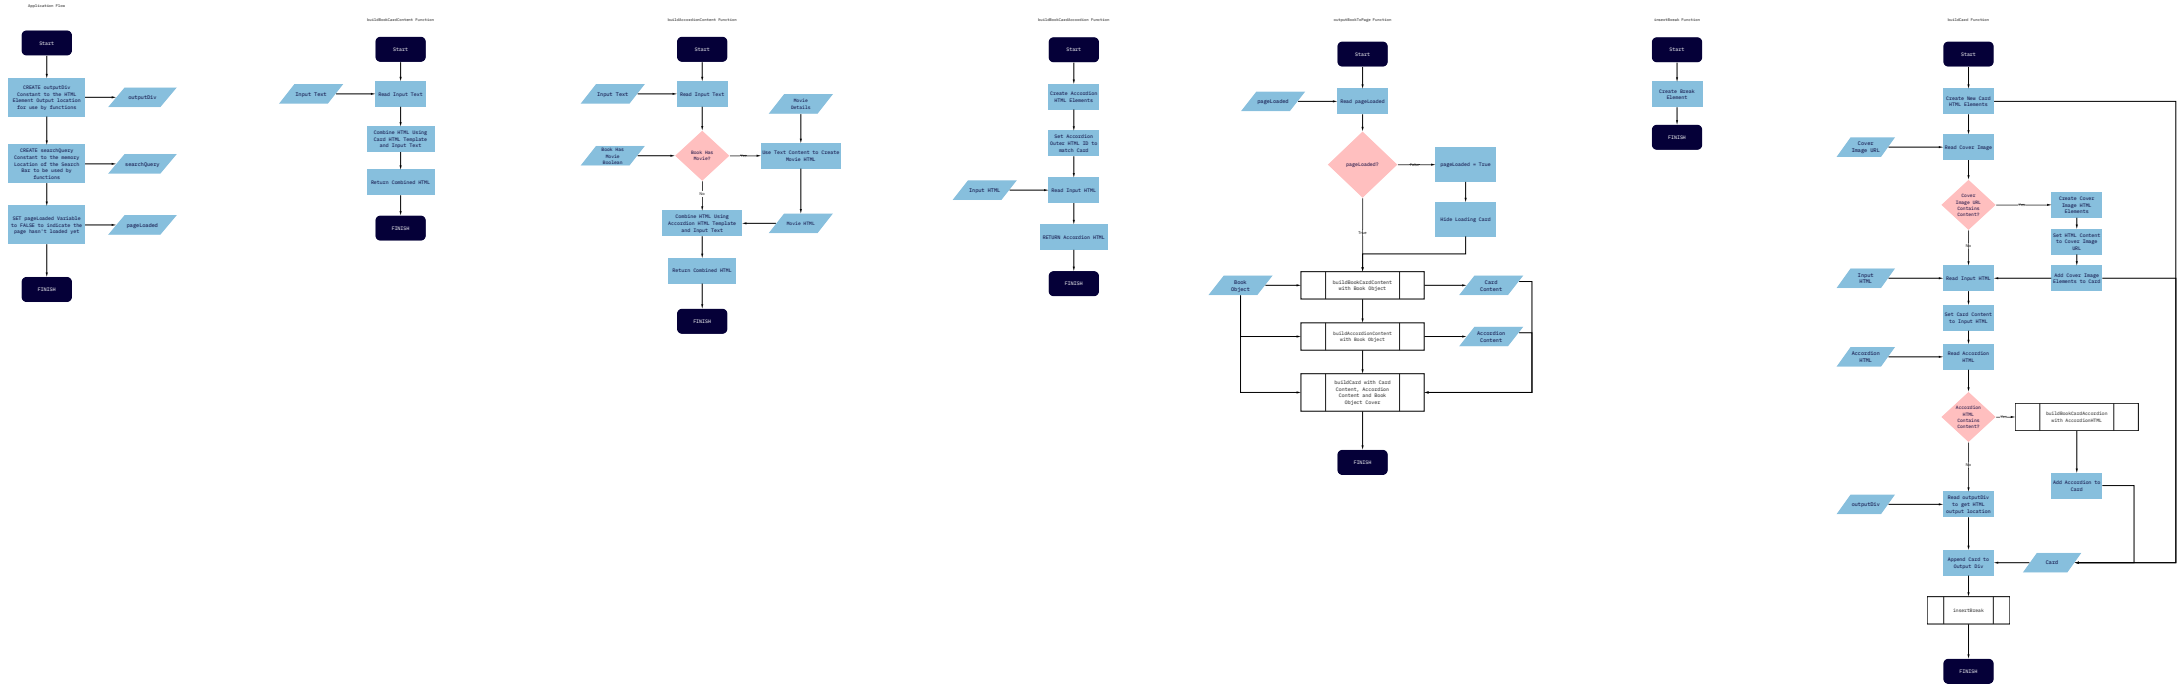 Application Flow
Start
CREATE outputDiv
Constant to the HTML
Element Output location
for use by functions
outputDiv
CREATE searchQuery
Constant to the memory
Location of the Search
Bar to be used by
functions
searchQuery
SET pageLoaded Variable
to FALSE to indicate the
page hasn't loaded yet
pageLoaded
FINISH
buildBookCardContent Function
Start
Input Text
Read Input Text
Combine HTML Using
Card HTML Template
and Input Text
Return Combined HTML
FINISH
buildAccordionContent Function
Start
Input Text
Read Input Text
Movie
Details
Book Has
Movie
Boolean
Book Has
Movie?
Yes
Use Text Content to Create
Movie HTML
No
Combine HTML Using
Accordion HTML Template
and Input Text
Movie HTML
Return Combined HTML
FINISH
buildBookCardAccordion Function
Start
Create Accordion
HTML Elements
Set Accordion
Outer HTML ID to
match Card
Input HTML
Read Input HTML
RETURN Accordion HTML
FINISH
outputBookToPage Function
Start
pageLoaded
Read pageLoaded
pageLoaded?
False
pageLoaded = True
Hide Loading Card
True
Book
Object
buildBookCardContent
with Book Object
Card
Content
buildAccordionContent
with Book Object
Accordion
Content
buildCard with Card
Content, Accordion
Content and Book
Object Cover
FINISH
insertBreak Function
Start
Create Break
Element
FINISH
buildCard Function
Start
Create New Card
HTML Elements
Cover
Image URL
Read Cover Image
Cover
Image URL
Contains
Content?
Yes
Create Cover
Image HTML
Elements
Set HTML Content
to Cover Image
URL
No
Input
HTML
Read Input HTML
Add Cover Image
Elements to Card
Set Card Content
to Input HTML
Accordion
HTML
Read Accordion
HTML
Accordion
HTML
Contains
Content?
Yes
buildBookCardAccordion
with AccordionHTML
No
Add Accordion to
Card
outputDiv
Read outputDiv
to get HTML
output location
Append Card to
Output Div
Card
insertBreak
FINISH